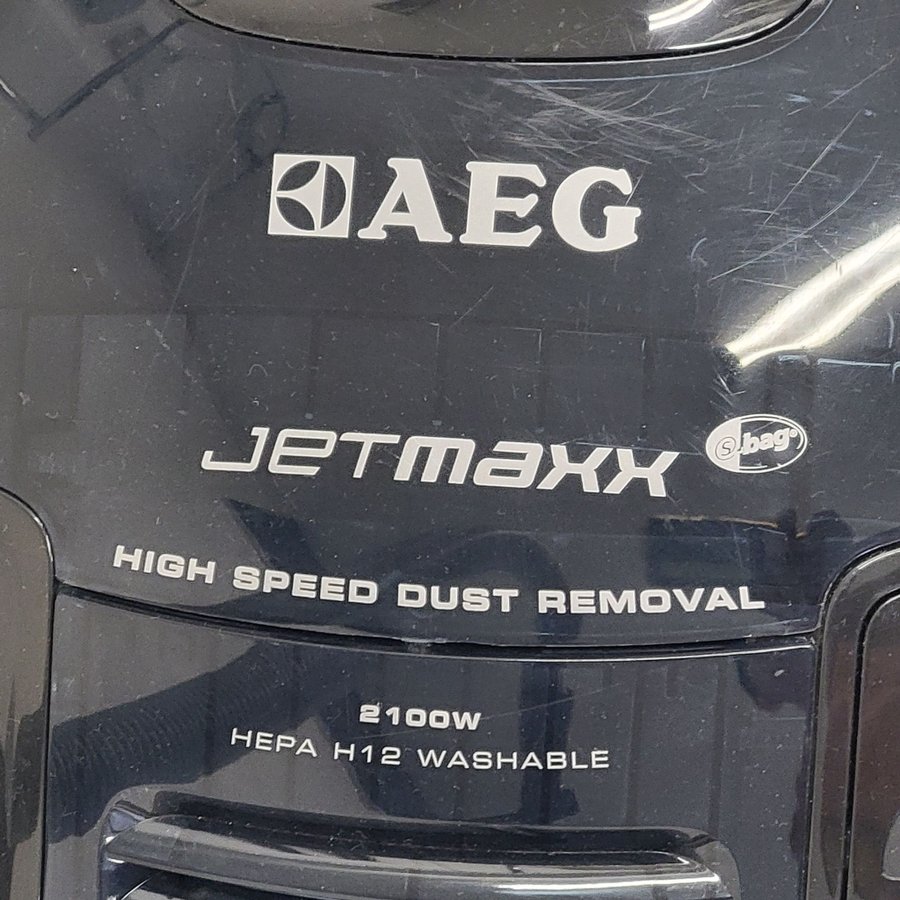 AEG
JETMAXX
s-bag®
HIGH SPEED DUST REMOVAL
2100W
HEPA H12 WASHABLE